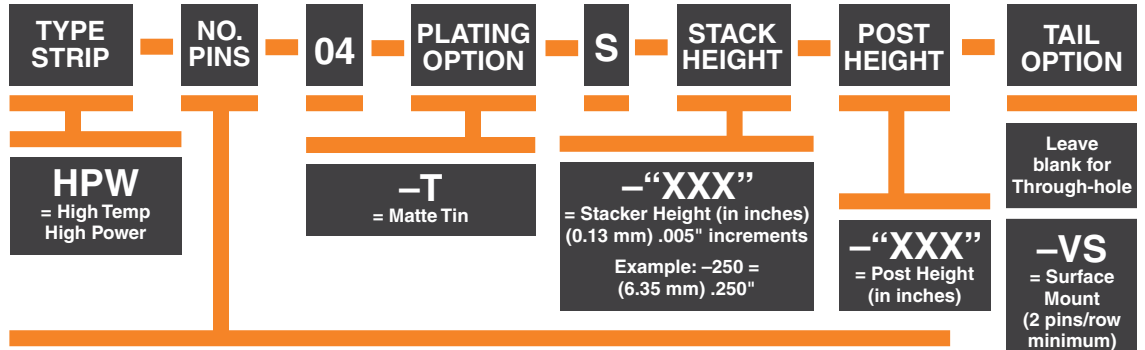 TYPE
STRIP
NO.
PINS
04
PLATING
OPTION
S
STACK
HEIGHT
POST
HEIGHT
TAIL
OPTION
HPW
= High Temp
High Power
–T
= Matte Tin
–“XXX”
= Stacker Height (in inches)
(0.13 mm) .005" increments
Example: –250 =
(6.35 mm) .250"
–“XXX”
= Post Height
(in inches)
Leave
blank for
Through-hole
–VS
= Surface
Mount
(2 pins/row
minimum)